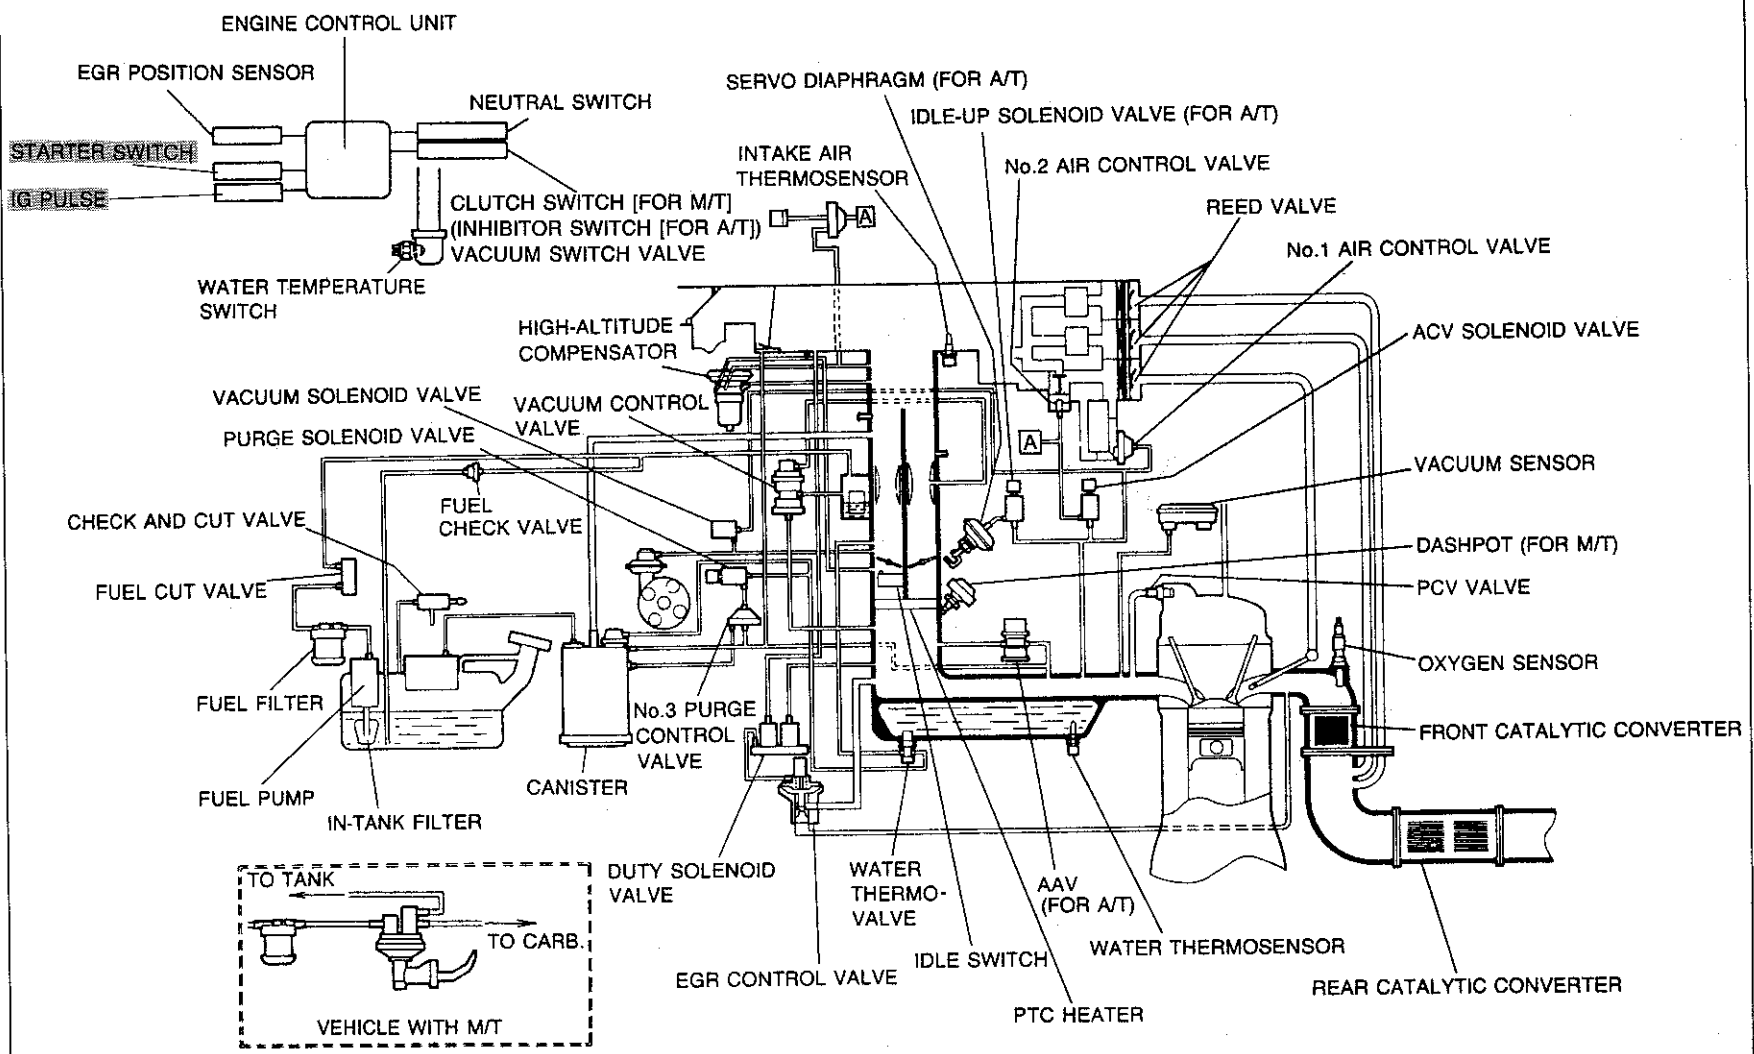 ENGINE CONTROL UNIT
EGR POSITION SENSOR
NEUTRAL SWITCH
STARTER SWITCH
IG PULSE
CLUTCH SWITCH [FOR M/T]
(INHIBITOR SWITCH [FOR A/T])
VACUUM SWITCH VALVE
WATER TEMPERATURE
SWITCH
SERVO DIAPHRAGM (FOR A/T)
IDLE-UP SOLENOID VALVE (FOR A/T)
INTAKE AIR
THERMOSENSOR
No.2 AIR CONTROL VALVE
A
REED VALVE
No.1 AIR CONTROL VALVE
HIGH-ALTITUDE
COMPENSATOR
ACV SOLENOID VALVE
VACUUM SOLENOID VALVE
VACUUM CONTROL
VALVE
PURGE SOLENOID VALVE
A
VACUUM SENSOR
FUEL
CHECK VALVE
CHECK AND CUT VALVE
DASHPOT (FOR M/T)
FUEL CUT VALVE
PCV VALVE
OXYGEN SENSOR
FUEL FILTER
No.3 PURGE
CONTROL
VALVE
FRONT CATALYTIC CONVERTER
FUEL PUMP
CANISTER
IN-TANK FILTER
DUTY SOLENOID
VALVE
WATER
THERMO-
VALVE
AAV
(FOR A/T)
TO TANK
TO CARB.
WATER THERMOSENSOR
IDLE SWITCH
EGR CONTROL VALVE
REAR CATALYTIC CONVERTER
PTC HEATER
VEHICLE WITH M/T